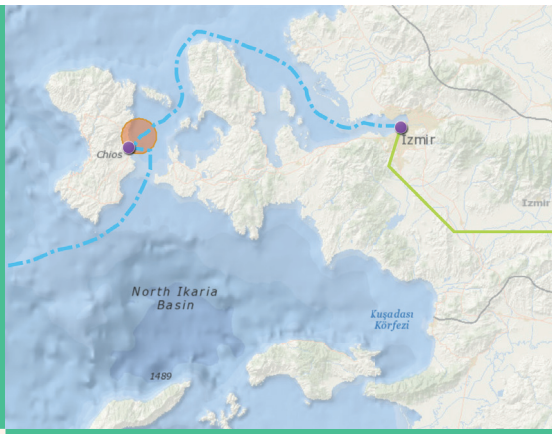 Chios
İzmir
İzmir
North Ikaria
Basin
Kuşadası
Körfezi
1489